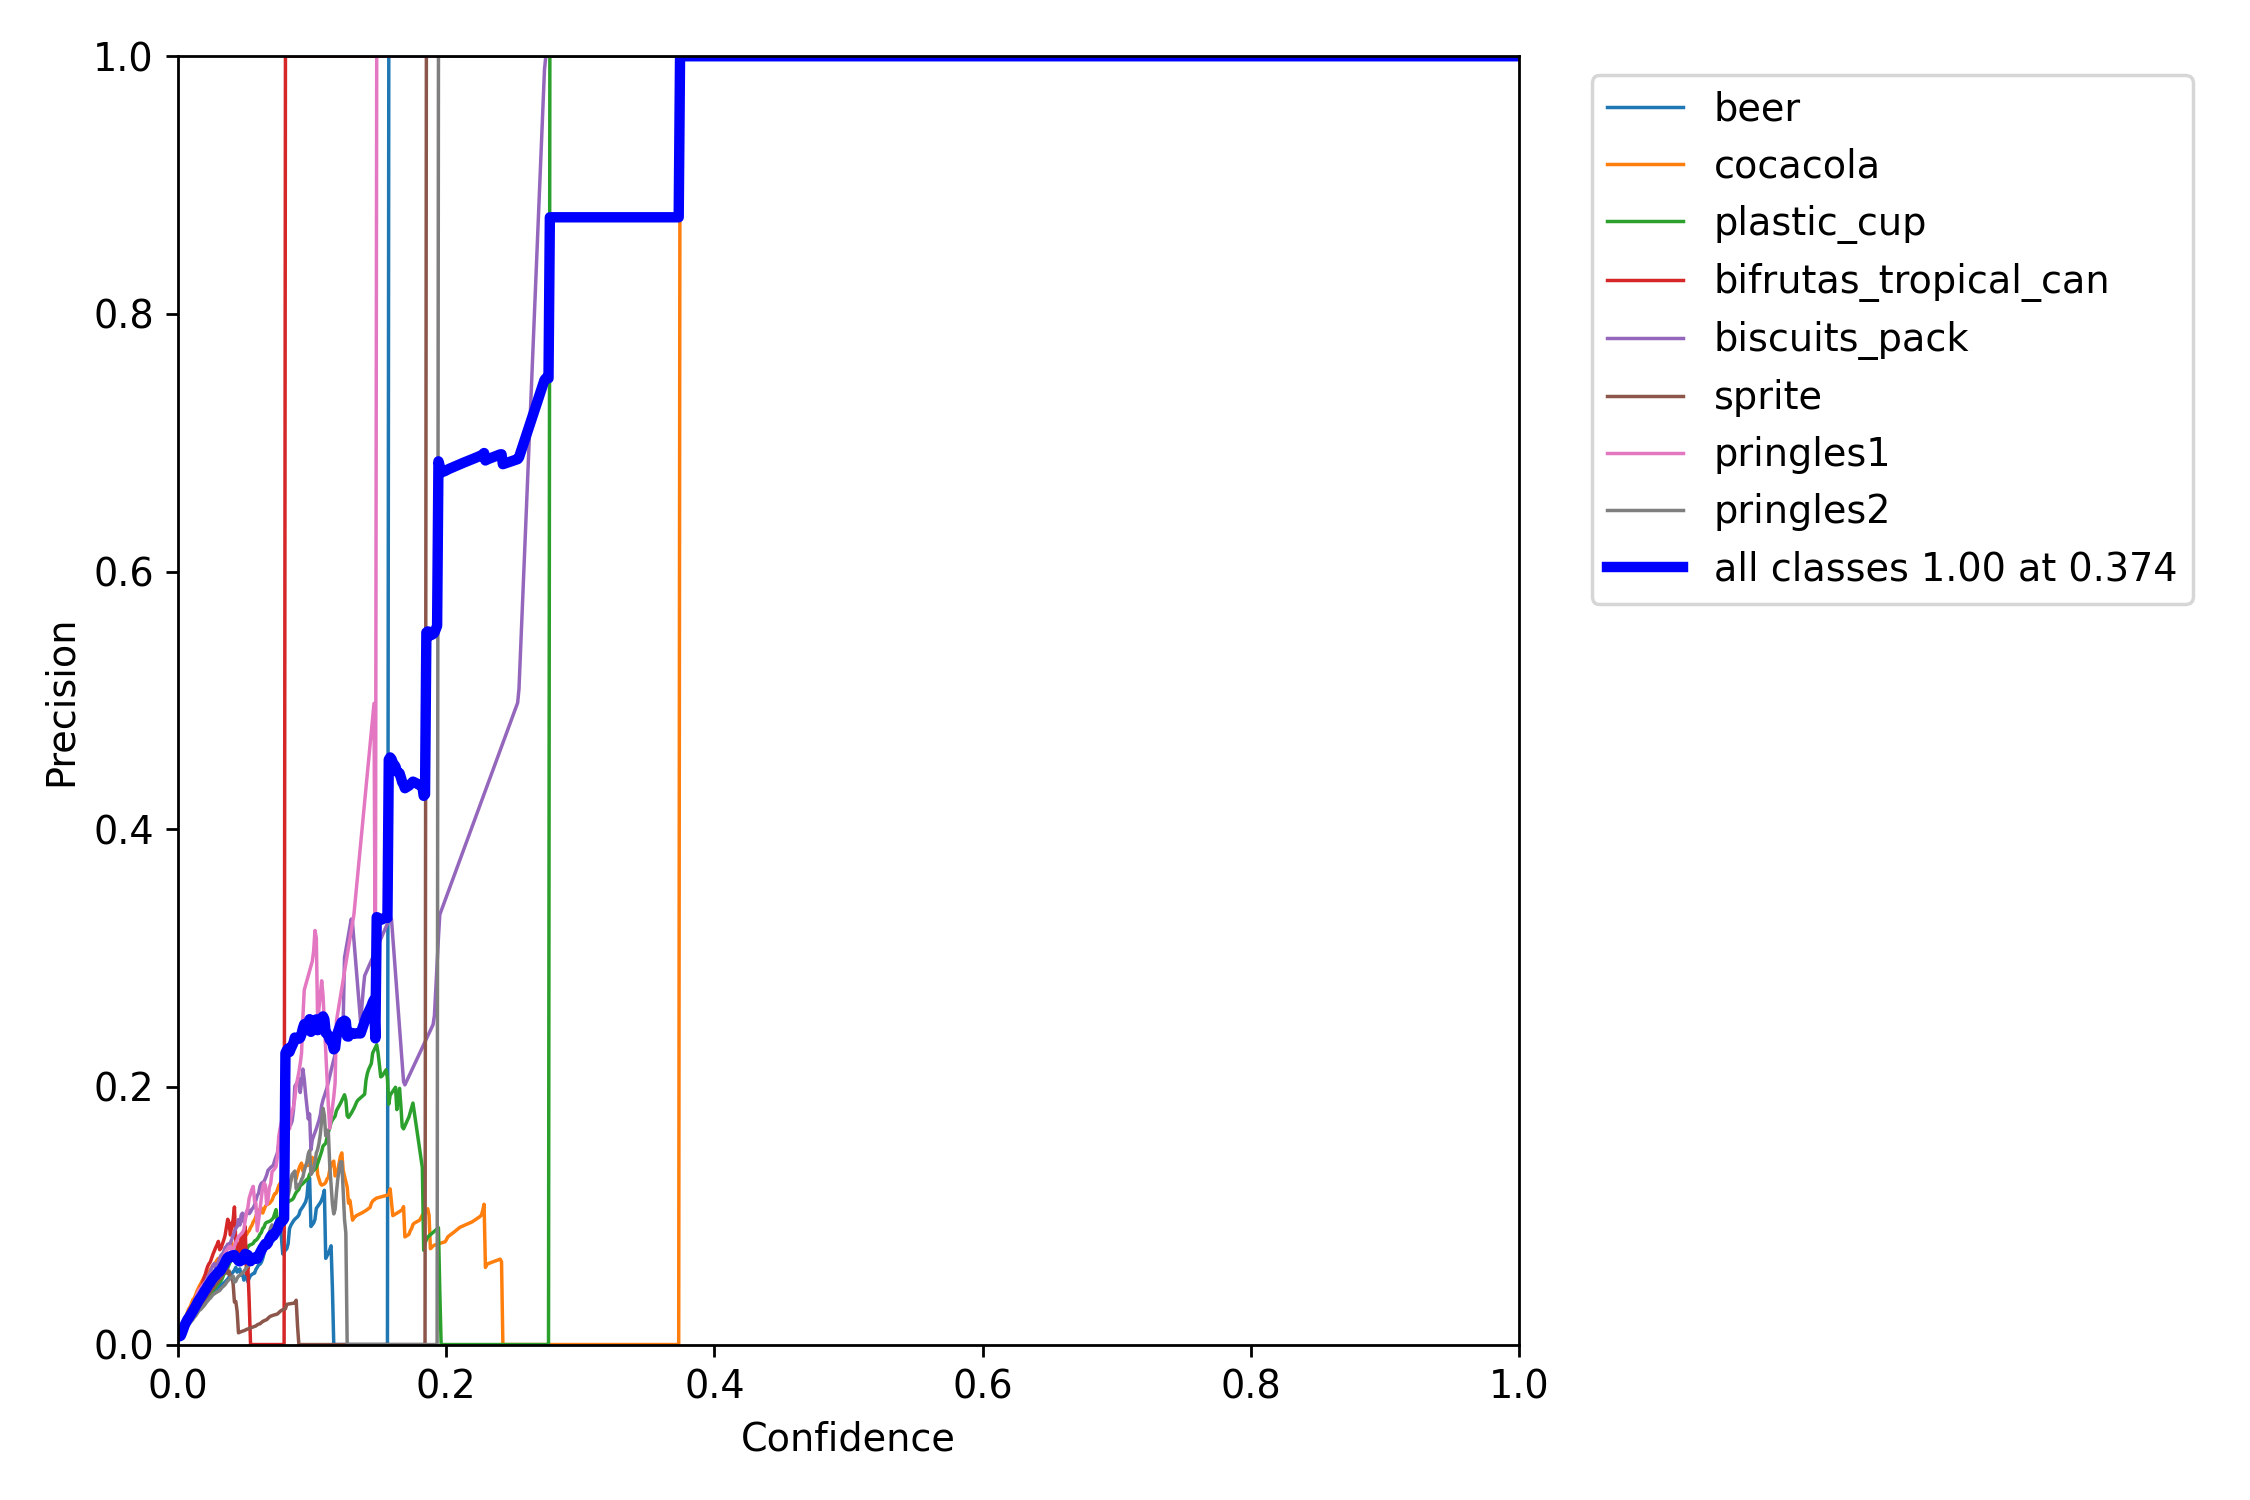 1.0
0.8
0.6
0.4
0.2
0.0
Precision
0.0 0.2 0.4 0.6 0.8 1.0
Confidence
beer
cocacola
plastic_cup
bifrutas_tropical_can
biscuits_pack
sprite
pringles1
pringles2
all classes 1.00 at 0.374